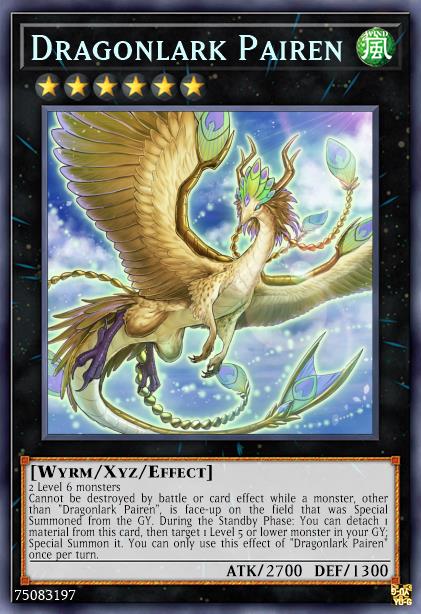 Dragonlark Pairen
WIND
風
[Wyrm/Xyz/Effect]
2 Level 6 monsters
Cannot be destroyed by battle or card effect while a monster, other
than "Dragonlark Pairen", is face-up on the field that was Special
Summoned from the GY. During the Standby Phase: You can detach 1
material from this card, then target 1 Level 5 or lower monster in your GY;
Special Summon it. You can only use this effect of "Dragonlark Pairen"
once per turn.
ATK/2700 DEF/1300
75083197